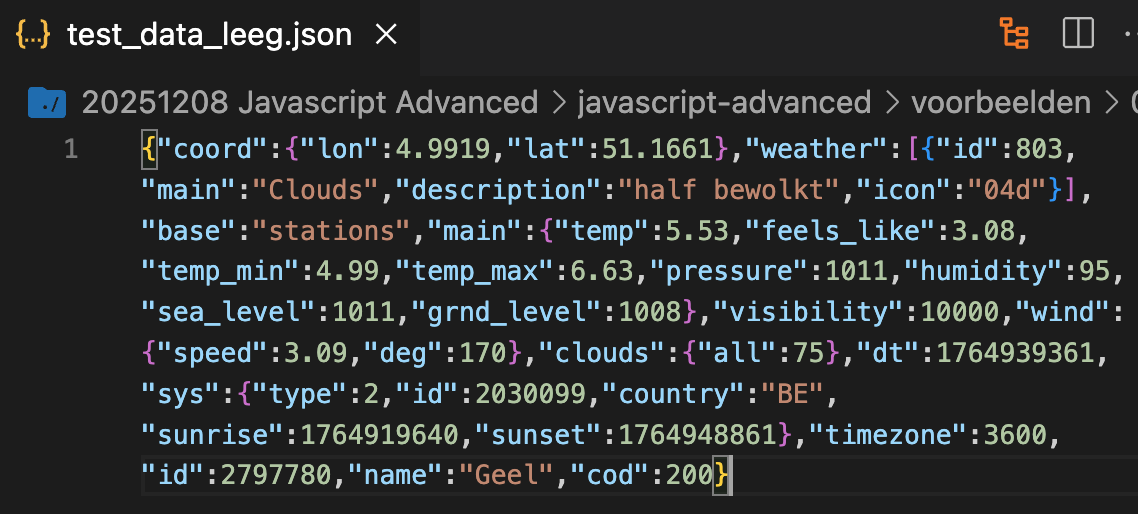 {...} test_data_leeg.json ×
./ 20251208 Javascript Advanced > javascript-advanced > voorbeelden >
1 {"coord":{"lon":4.9919,"lat":51.1661},"weather":[{"id":803,
"main":"Clouds","description":"half bewolkt","icon":"04d"}],
"base":"stations","main":{"temp":5.53,"feels_like":3.08,
"temp_min":4.99,"temp_max":6.63,"pressure":1011,"humidity":95,
"sea_level":1011,"grnd_level":1008},"visibility":10000,"wind":
{"speed":3.09,"deg":170},"clouds":{"all":75},"dt":1764939361,
"sys":{"type":2,"id":2030099,"country":"BE",
"sunrise":1764919640,"sunset":1764948861},"timezone":3600,
"id":2797780,"name":"Geel","cod":200}